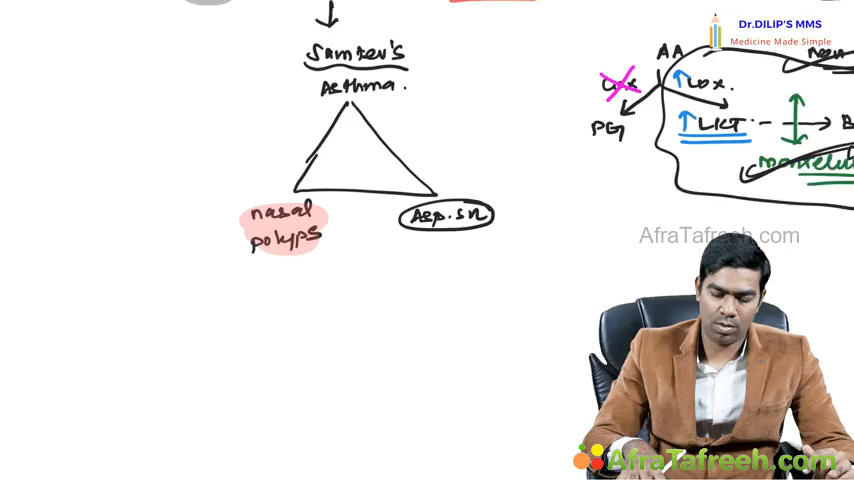 Dr.DILIP'S MMS
Medicine Made Simple
Samter's
Asthma.
nasal
polyps
Asp. sn
AA
Cox
↑ LOX.
PG
↑ LKT
B
montelu
AfraTafreeh.com
AfraTafreeh.com